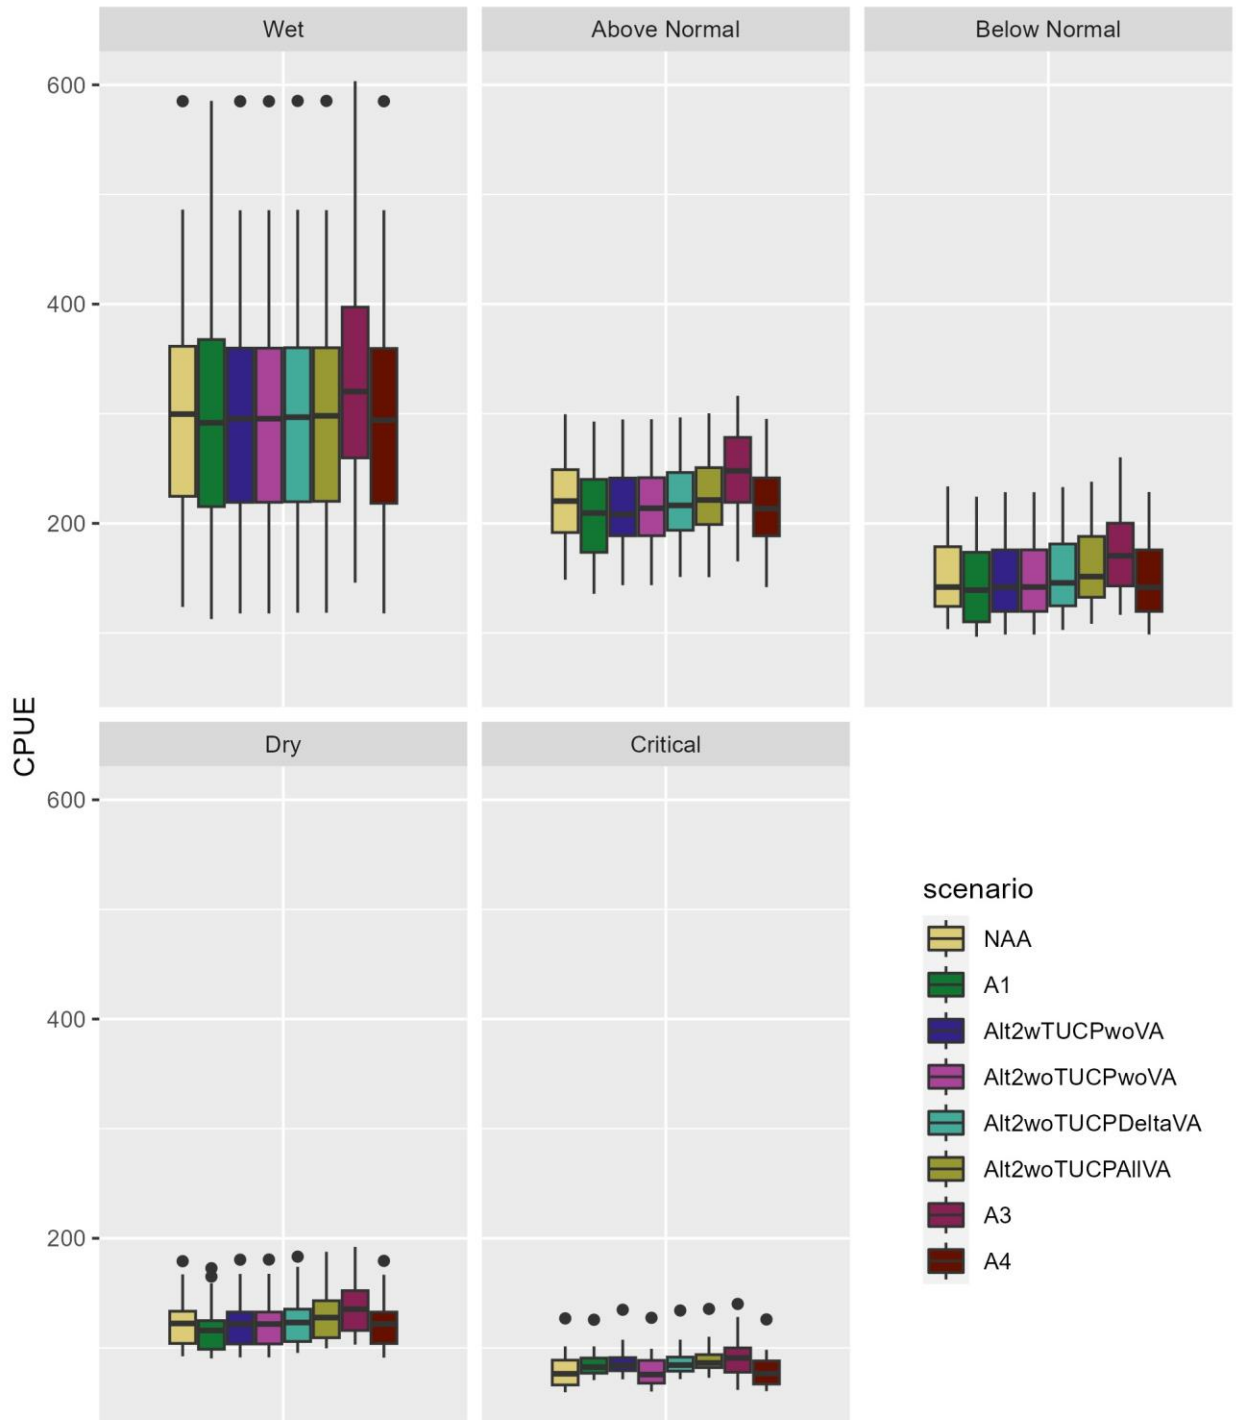 Wet
Above Normal
Below Normal
600
400
200
CPUE
Dry
Critical
600
400
200
scenario
NAA
A1
Alt2wTUCPwoVA
Alt2woTUCPwoVA
Alt2woTUCPDeltaVA
Alt2woTUCPAllVA
A3
A4